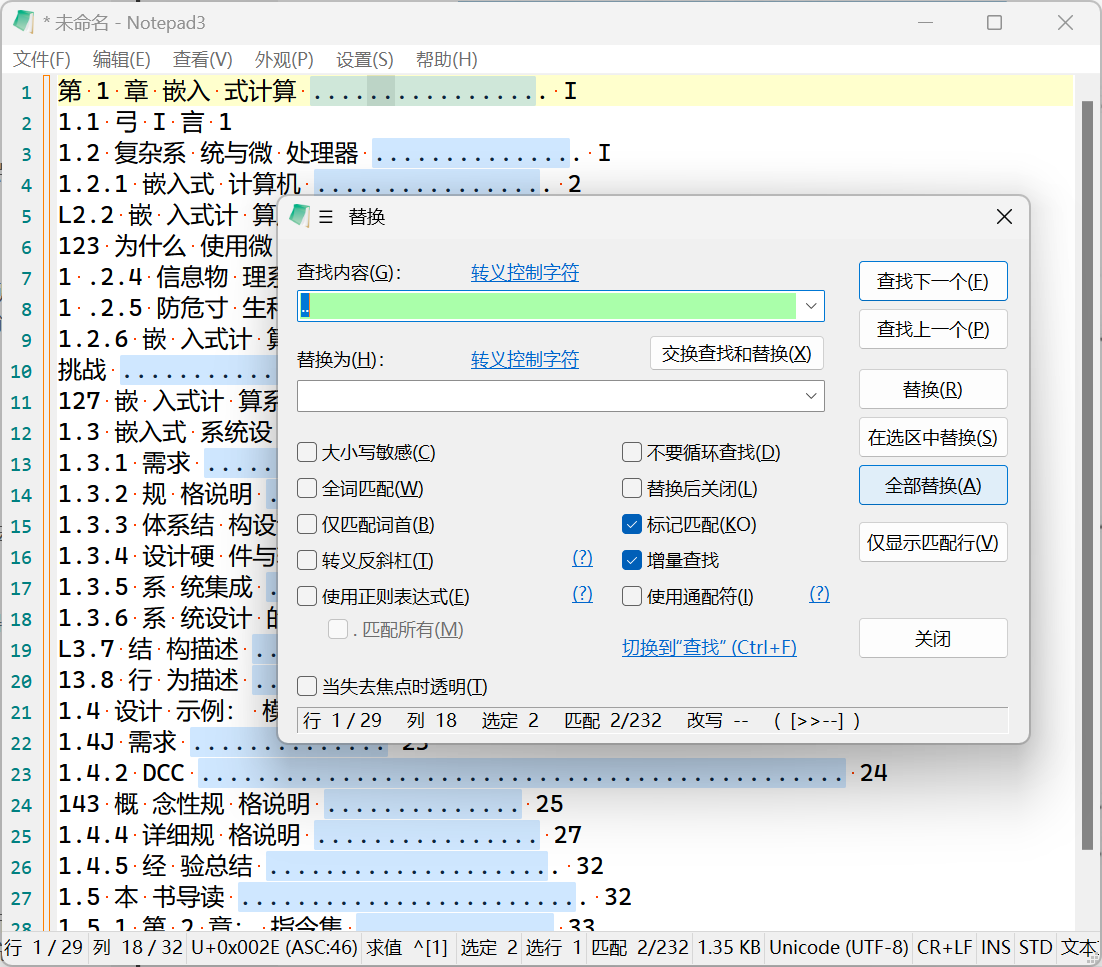 * 未命名 - Notepad3
文件(F) 编辑(E) 查看(V) 外观(P) 设置(S) 帮助(H)
1 第 1 章 嵌入 式计算 ................ I
2 1.1 弓 I 言 1
3 1.2 复杂系 统与微 处理器 ............... I
4 1.2.1 嵌入式 计算机 ................. 2
5 L2.2 嵌 入式计 算
6 123 为什么 使用微
7 1 .2.4 信息物 理系
8 1 .2.5 防危寸 生和
9 1.2.6 嵌 入式计 算
10 挑战 ...........
11 127 嵌 入式计 算系
12 1.3 嵌入式 系统设
13 1.3.1 需求 .....
14 1.3.2 规 格说明 .
15 1.3.3 体系结 构设计
16 1.3.4 设计硬 件与
17 1.3.5 系 统集成 .
18 1.3.6 系 统设计 的
19 L3.7 结 构描述 ..
20 13.8 行 为描述 ..
21 1.4 设计 示例： 模
22 1.4J 需求 .............. 23
23 1.4.2 DCC .............................................. 24
24 143 概 念性规 格说明 .............. 25
25 1.4.4 详细规 格说明 ................ 27
26 1.4.5 经 验总结 ..................... 32
27 1.5 本 书导读 ......................... 32
28 1.5.1 第 2 章： 指令集 33
替换
查找内容(G)： 转义控制字符
..
替换为(H)： 转义控制字符 交换查找和替换(X)
大小写敏感(C)
全词匹配(W)
仅匹配词首(B)
转义反斜杠(T) (?)
使用正则表达式(E) (?)
. 匹配所有(M)
当失去焦点时透明(T)
不要循环查找(D)
替换后关闭(L)
标记匹配(KO)
增量查找
使用通配符(I) (?)
切换到“查找” (Ctrl+F)
查找下一个(F)
查找上一个(P)
替换(R)
在选区中替换(S)
全部替换(A)
仅显示匹配行(V)
关闭
行 1 / 29 列 18 选定 2 匹配 2/232 改写 -- ( [>>--] )
行 1 / 29 列 18 / 32 U+0x002E (ASC:46) 求值 ^[1] 选定 2 选行 1 匹配 2/232 1.35 KB Unicode (UTF-8) CR+LF INS STD 文本